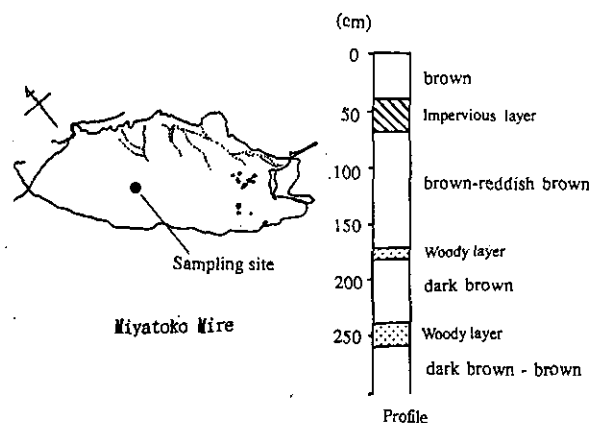 (cm)
0
brown
50
Impervious layer
100
brown-reddish brown
150
Sampling site
Woody layer
200
dark brown
Miyatoko Mire
250
Woody layer
dark brown - brown
Profile